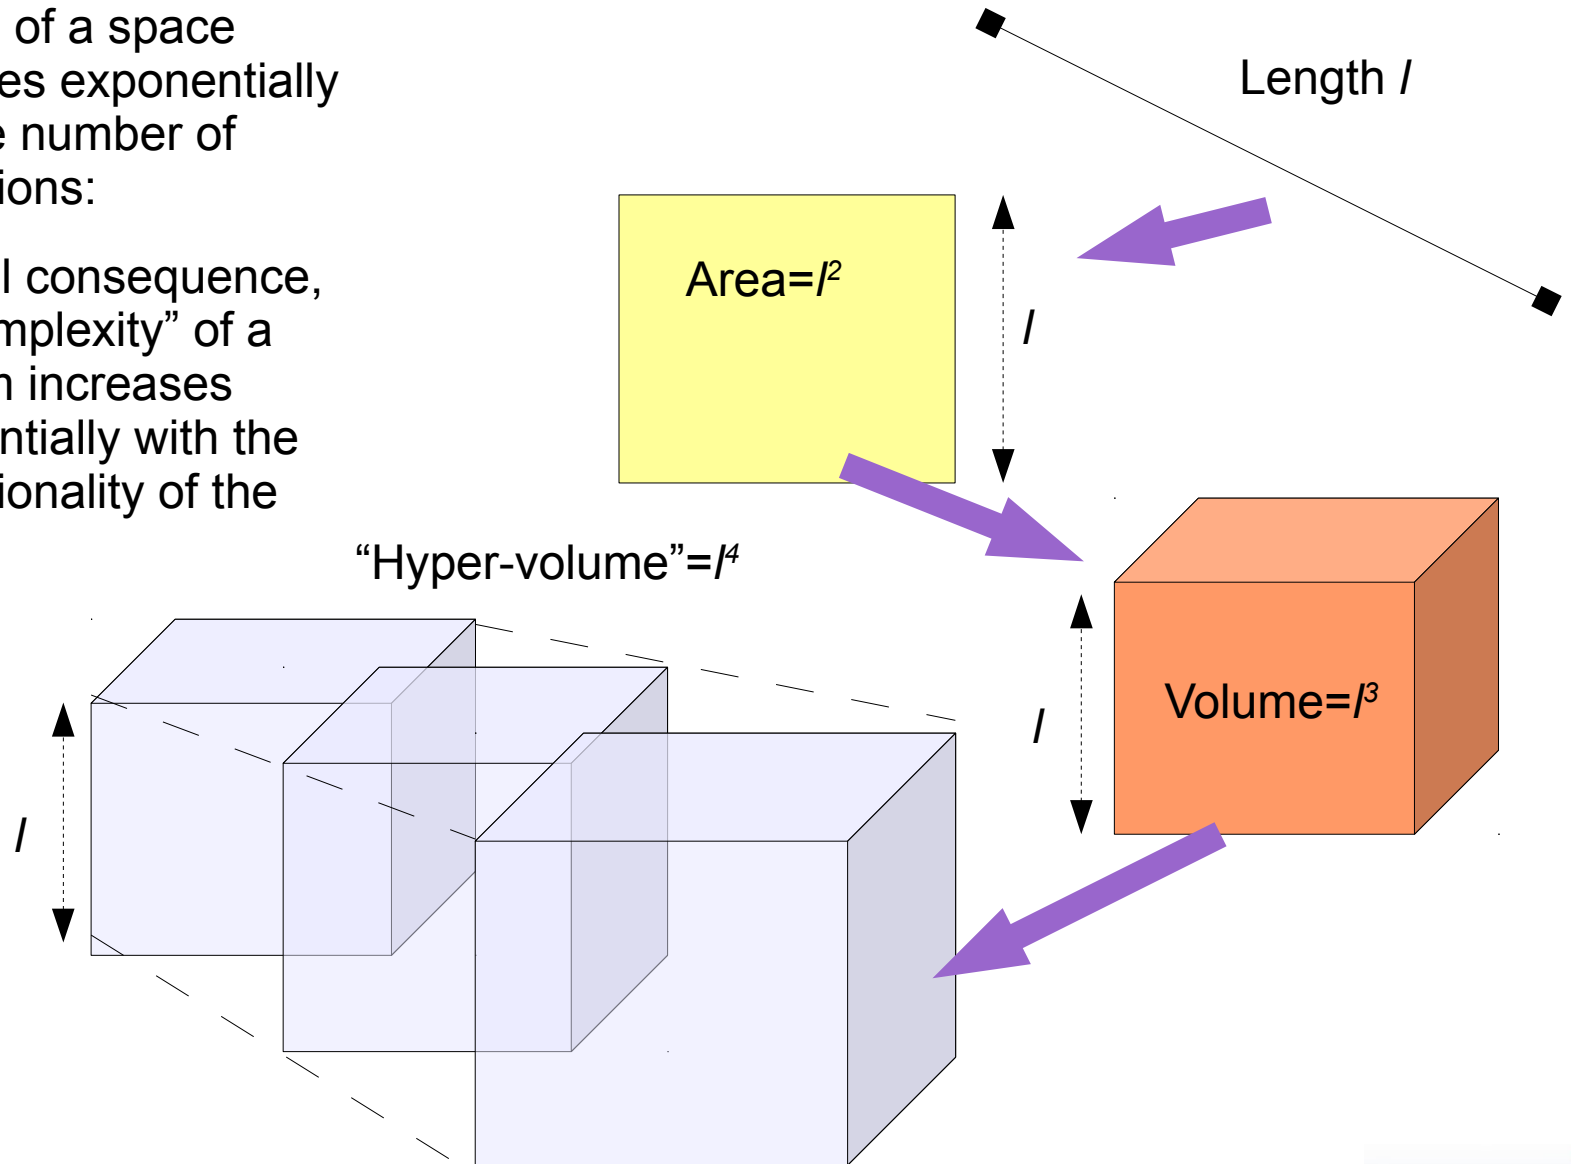 of a space
es exponentially
e number of
ions:
l consequence,
mplexity” of a
n increases
ntially with the
ionality of the
Length l
Area=l²
l
“Hyper-volume”=l⁴
Volume=l³
l
l